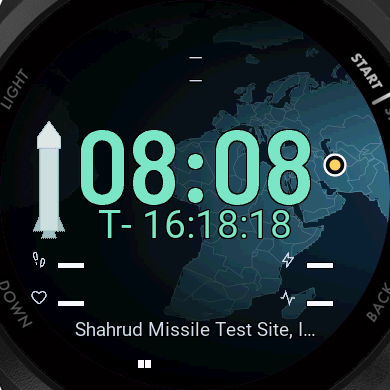 LIGHT
START
08:08
T- 16:18:18
Shahrud Missile Test Site, I...
DOWN
BACK